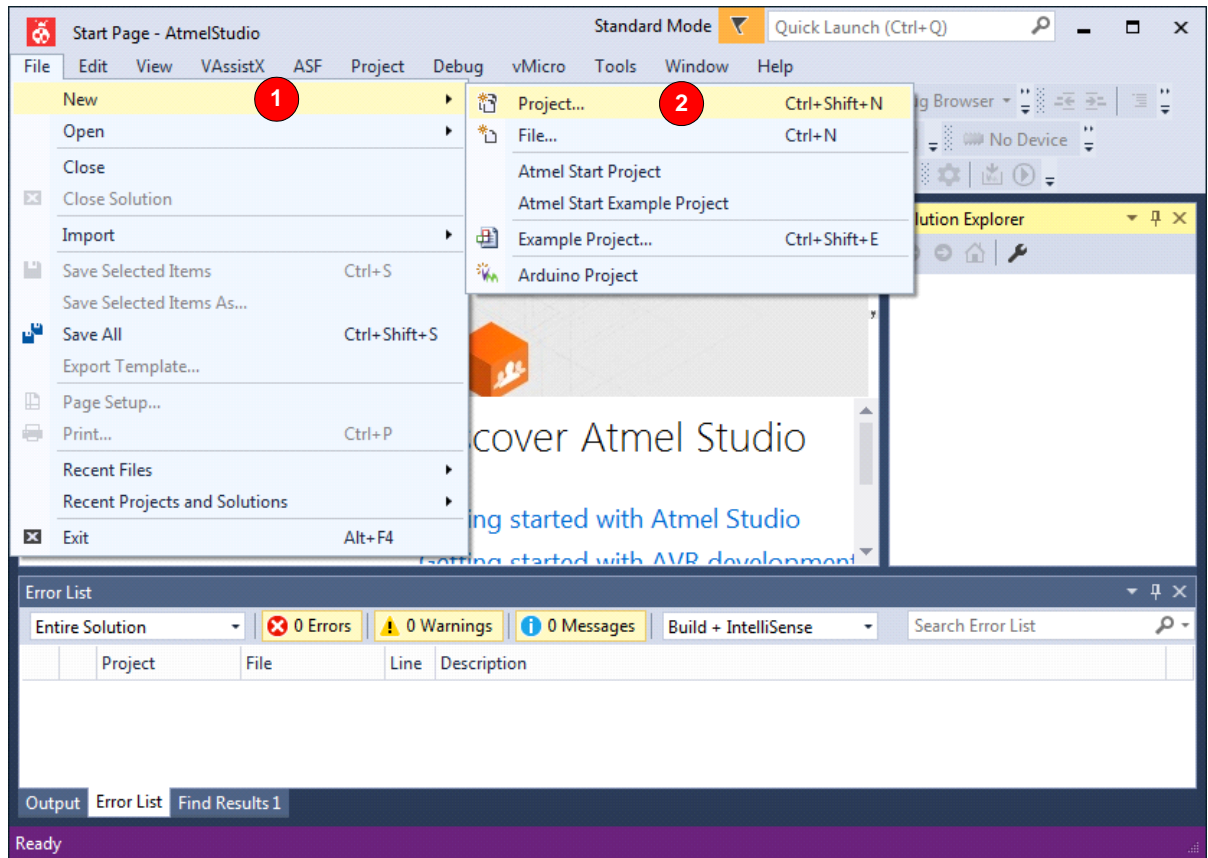 Start Page - AtmelStudio Standard Mode Quick Launch (Ctrl+Q)
File Edit View VAssistX ASF Project Debug vMicro Tools Window Help
New 1
Open
Close
Close Solution
Import
Save Selected Items Ctrl+S
Save Selected Items As...
Save All Ctrl+Shift+S
Export Template...
Page Setup...
Print... Ctrl+P
Recent Files
Recent Projects and Solutions
Exit Alt+F4
Project... 2 Ctrl+Shift+N
File... Ctrl+N
Atmel Start Project
Atmel Start Example Project
Example Project... Ctrl+Shift+E
Arduino Project
g Browser
No Device
lution Explorer
cover Atmel Studio
ing started with Atmel Studio
Getting started with AVR development
Error List
Entire Solution 0 Errors 0 Warnings 0 Messages Build + IntelliSense Search Error List
Project File Line Description
Output Error List Find Results 1
Ready